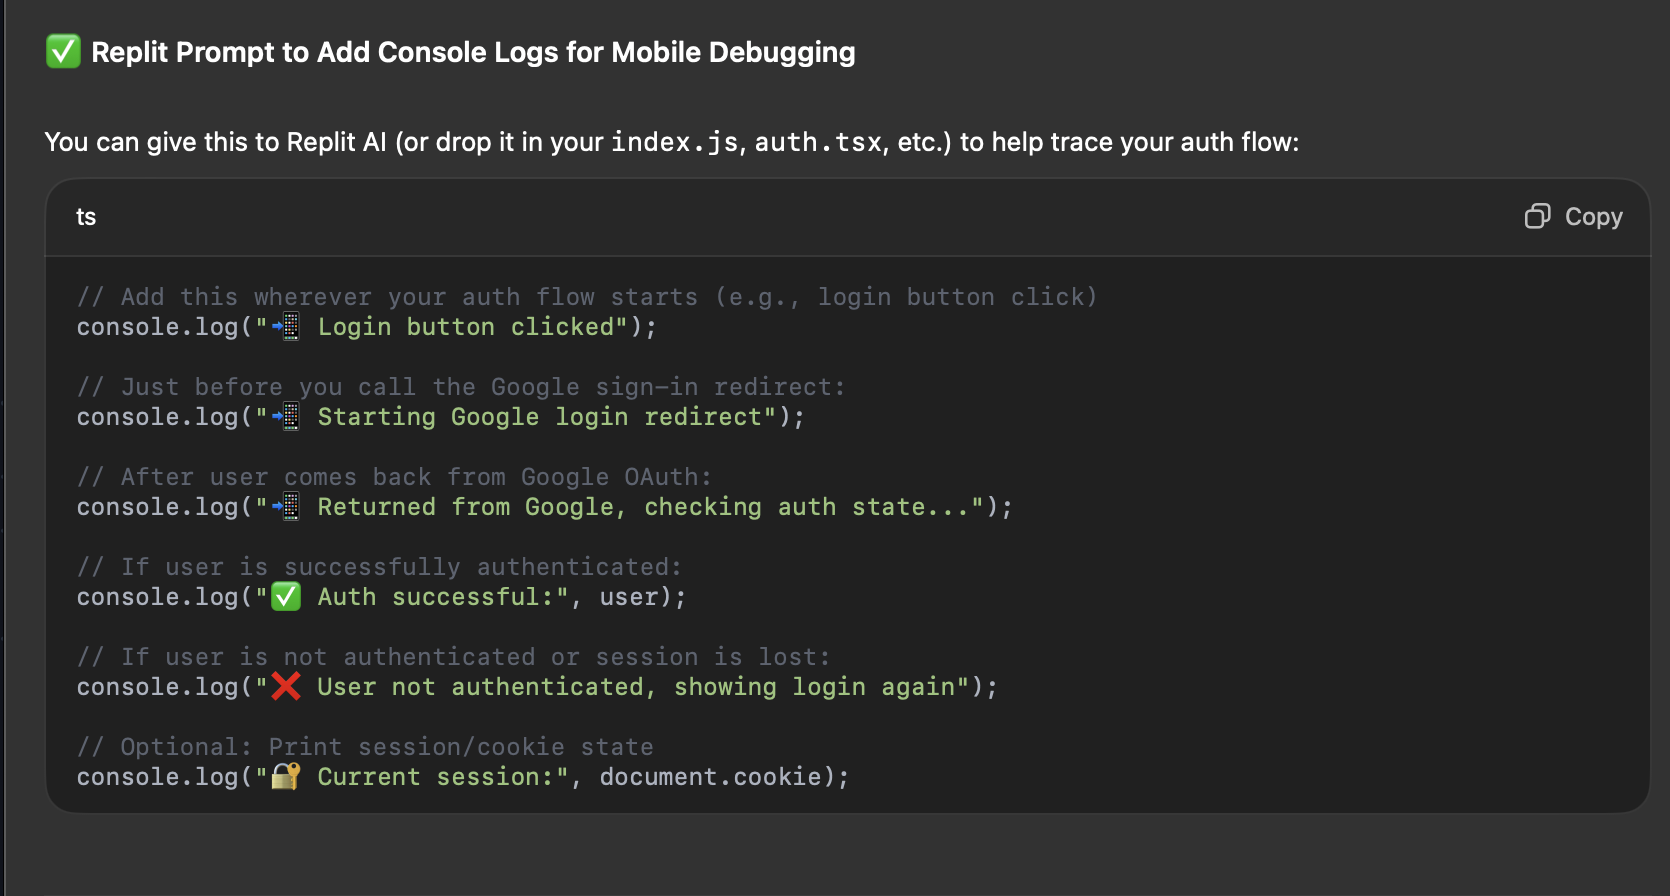 ✅ Replit Prompt to Add Console Logs for Mobile Debugging
You can give this to Replit AI (or drop it in your index.js, auth.tsx, etc.) to help trace your auth flow:
ts
Copy
// Add this wherever your auth flow starts (e.g., login button click)
console.log("📲 Login button clicked");
// Just before you call the Google sign-in redirect:
console.log("📲 Starting Google login redirect");
// After user comes back from Google OAuth:
console.log("📲 Returned from Google, checking auth state...");
// If user is successfully authenticated:
console.log("✅ Auth successful:", user);
// If user is not authenticated or session is lost:
console.log("❌ User not authenticated, showing login again");
// Optional: Print session/cookie state
console.log("🔐 Current session:", document.cookie);